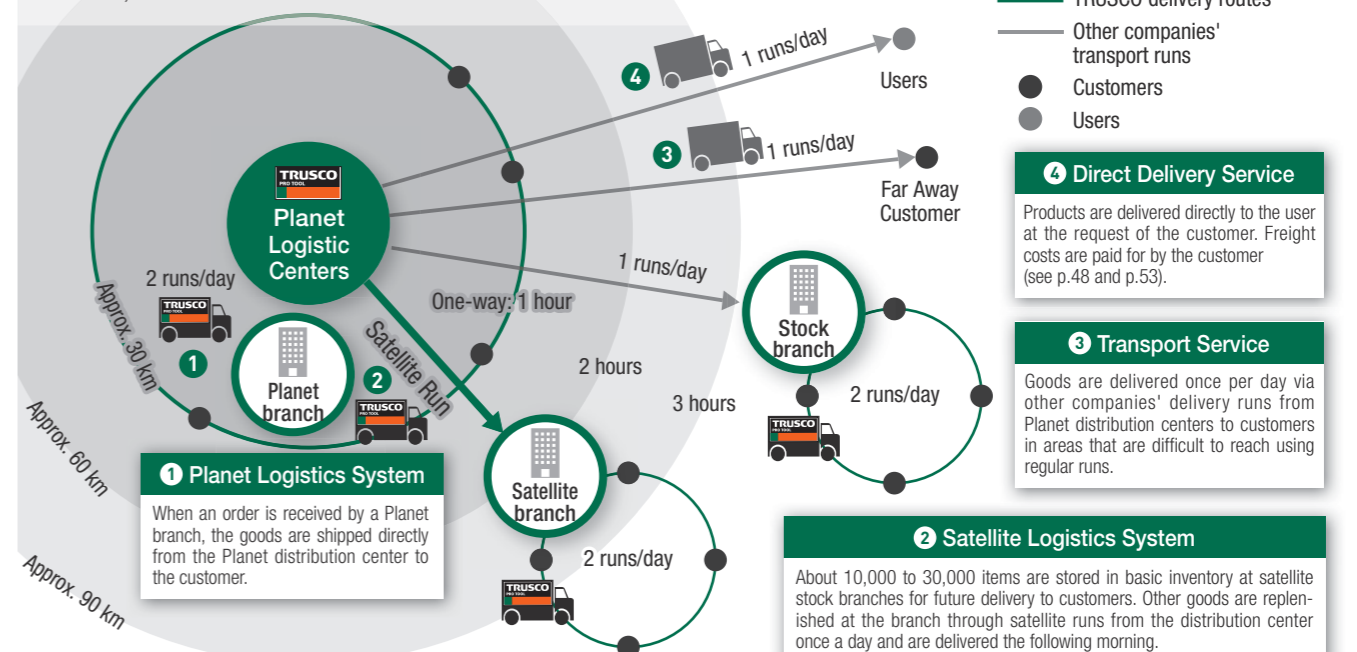 TRUSCO delivery routes
Other companies'
transport runs
Customers
Users
4
1 runs/day
Users
3
1 runs/day
Far Away
Customer
TRUSCO
PRO TOOL
Planet
Logistic
Centers
2 runs/day
TRUSCO
PRO TOOL
1
Approx. 30 km
Approx. 60 km
Approx. 90 km
Planet
branch
2
TRUSCO
PRO TOOL
Satellite Run
One-way: 1 hour
2 hours
3 hours
1 runs/day
Stock
branch
2 runs/day
TRUSCO
PRO TOOL
Satellite
branch
2 runs/day
TRUSCO
PRO TOOL
4 Direct Delivery Service
Products are delivered directly to the user
at the request of the customer. Freight
costs are paid for by the customer
(see p.48 and p.53).
3 Transport Service
Goods are delivered once per day via
other companies' delivery runs from
Planet distribution centers to customers
in areas that are difficult to reach using
regular runs.
1 Planet Logistics System
When an order is received by a Planet
branch, the goods are shipped directly
from the Planet distribution center to
the customer.
2 Satellite Logistics System
About 10,000 to 30,000 items are stored in basic inventory at satellite
stock branches for future delivery to customers. Other goods are replen-
ished at the branch through satellite runs from the distribution center
once a day and are delivered the following morning.